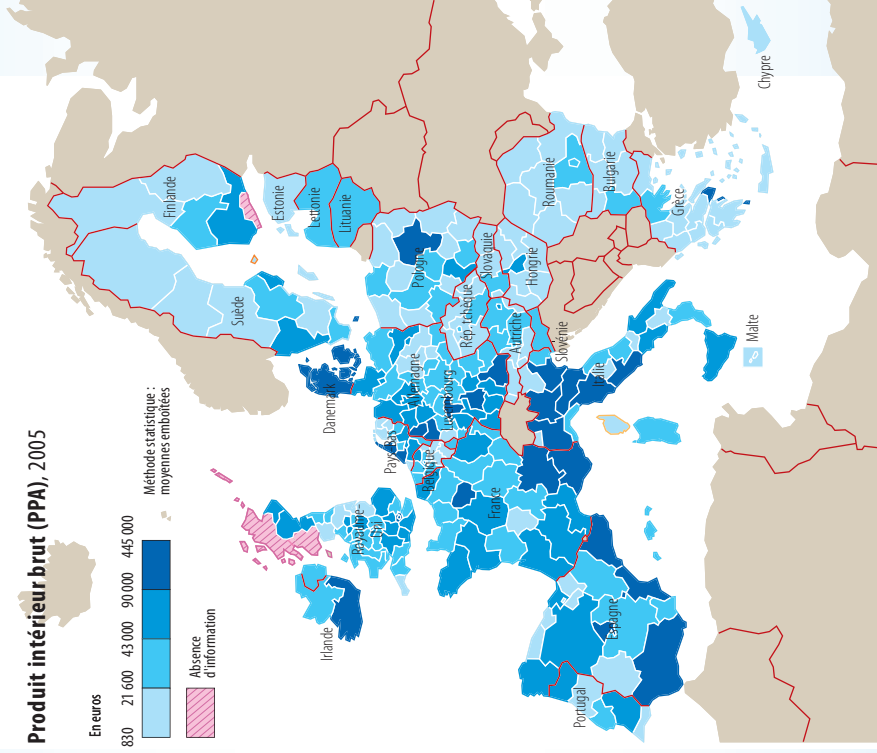 Produit intérieur brut (PPA), 2005
En euros
830
21 600
43 000
90 000
445 000
Méthode statistique :
moyennes emboîtées
Absence
d'information
Finlande
Suède
Estonie
Lettonie
Lituanie
Danemark
Irlande
Royaume-
Uni
Pays-Bas
Belgique
Luxembourg
Allemagne
Pologne
Rép. tchèque
Slovaquie
Autriche
Hongrie
Slovénie
Roumanie
Bulgarie
Grèce
Chypre
Malte
Italie
France
Espagne
Portugal